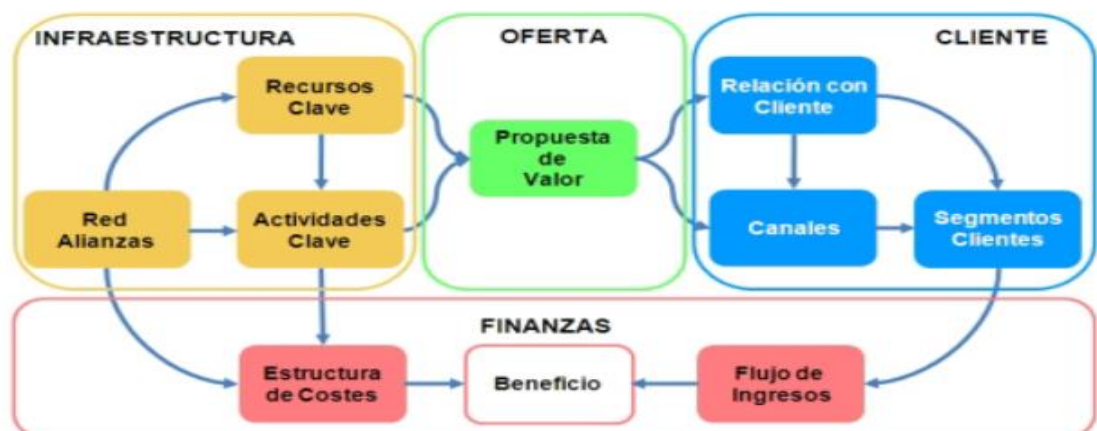 INFRAESTRUCTURA
OFERTA
CLIENTE
Recursos
Clave
Relación con
Cliente
Propuesta
de
Valor
Red
Alianzas
Actividades
Clave
Canales
Segmentos
Clientes
FINANZAS
Estructura
de Costes
Beneficio
Flujo de
Ingresos